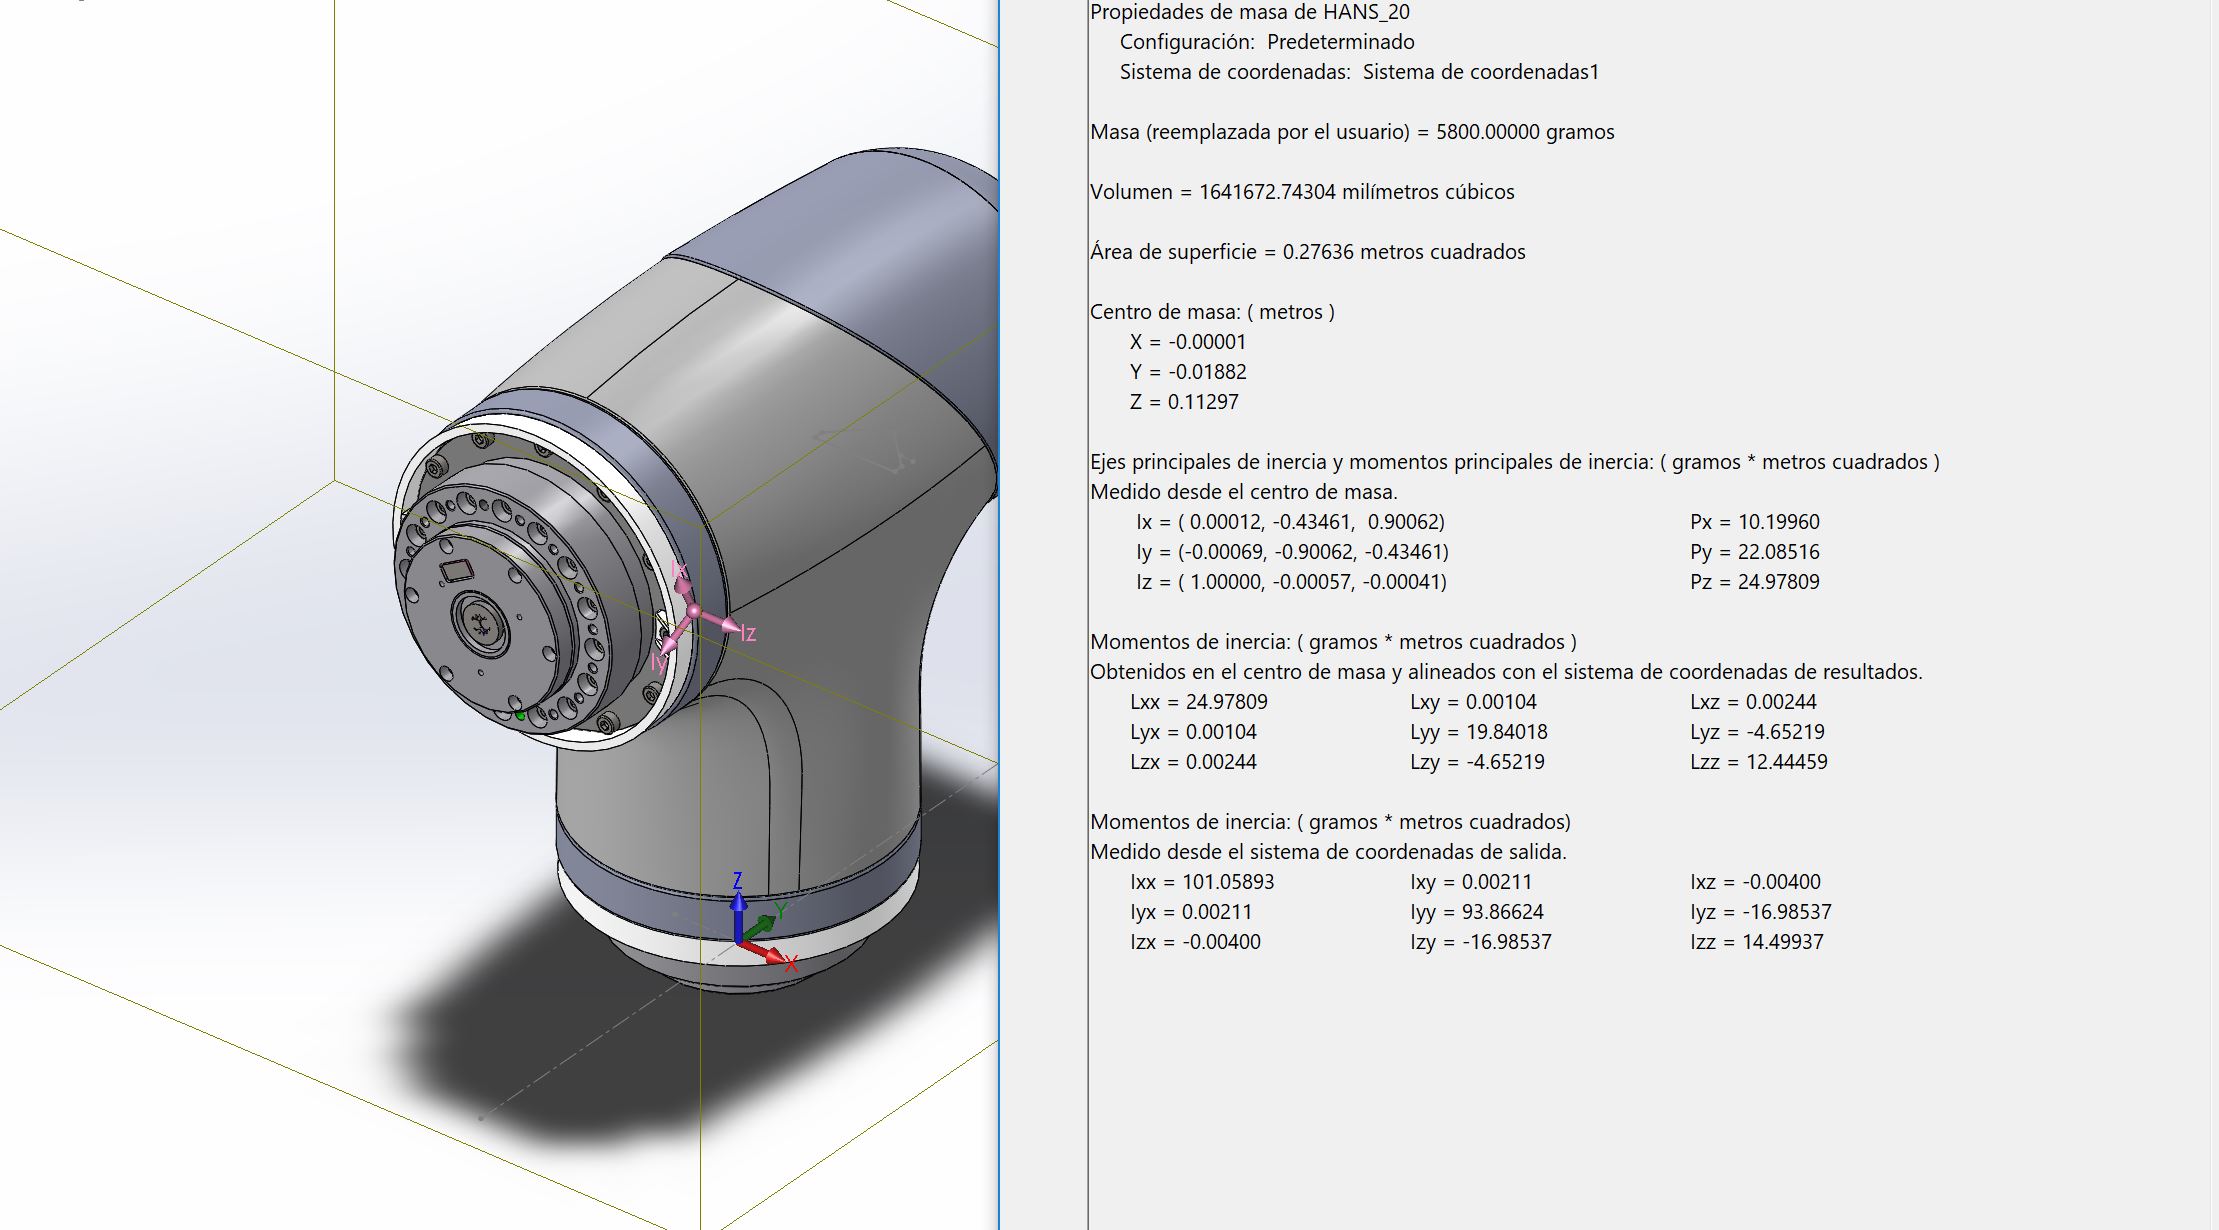 Propiedades de masa de HANS_20
Configuración: Predeterminado
Sistema de coordenadas: Sistema de coordenadas1
Masa (reemplazada por el usuario) = 5800.00000 gramos
Volumen = 1641672.74304 milímetros cúbicos
Área de superficie = 0.27636 metros cuadrados
Centro de masa: ( metros )
X = -0.00001
Y = -0.01882
Z = 0.11297
Ejes principales de inercia y momentos principales de inercia: ( gramos * metros cuadrados )
Medido desde el centro de masa.
Ix = ( 0.00012, -0.43461, 0.90062) Px = 10.19960
Iy = (-0.00069, -0.90062, -0.43461) Py = 22.08516
Iz = ( 1.00000, -0.00057, -0.00041) Pz = 24.97809
Momentos de inercia: ( gramos * metros cuadrados )
Obtenidos en el centro de masa y alineados con el sistema de coordenadas de resultados.
Lxx = 24.97809 Lxy = 0.00104 Lxz = 0.00244
Lyx = 0.00104 Lyy = 19.84018 Lyz = -4.65219
Lzx = 0.00244 Lzy = -4.65219 Lzz = 12.44459
Momentos de inercia: ( gramos * metros cuadrados)
Medido desde el sistema de coordenadas de salida.
Ixx = 101.05893 Ixy = 0.00211 Ixz = -0.00400
Iyx = 0.00211 Iyy = 93.86624 Iyz = -16.98537
Izx = -0.00400 Izy = -16.98537 Izz = 14.49937
Ix
Iz
Iy
Z
Y
X